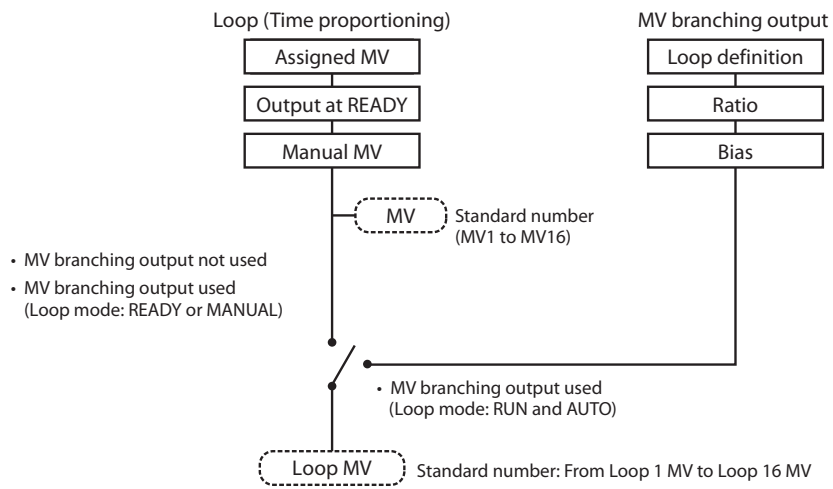 Loop (Time proportioning)
Assigned MV
Output at READY
Manual MV
MV branching output
Loop definition
Ratio
Bias
MV
Standard number
(MV1 to MV16)
• MV branching output not used
• MV branching output used
(Loop mode: READY or MANUAL)
• MV branching output used
(Loop mode: RUN and AUTO)
Loop MV
Standard number: From Loop 1 MV to Loop 16 MV